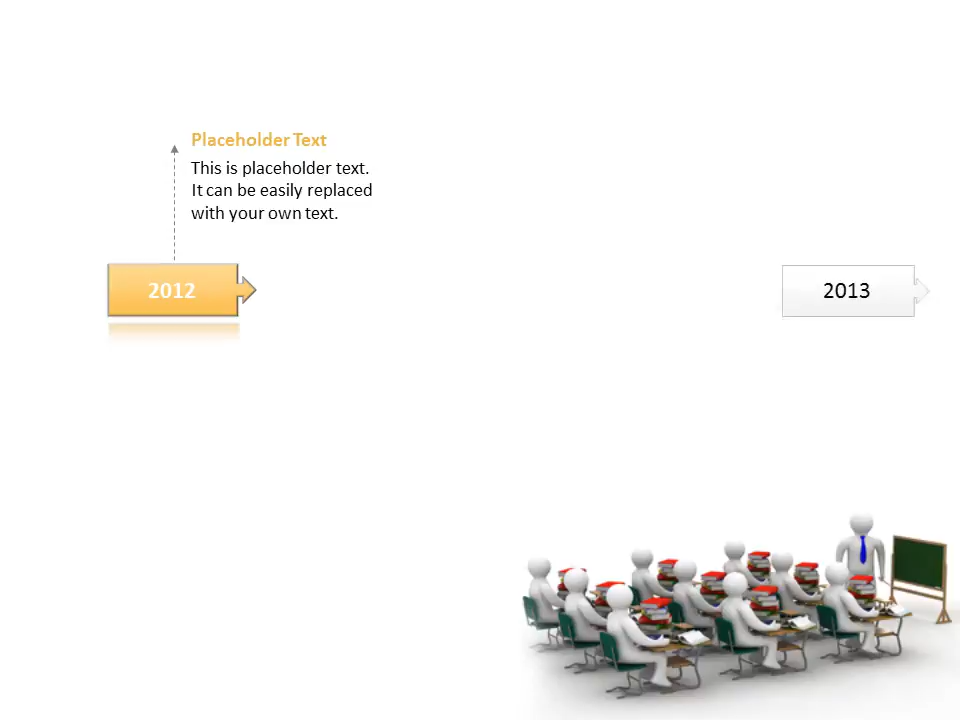 Placeholder Text
This is placeholder text.
It can be easily replaced
with your own text.
2012
2013